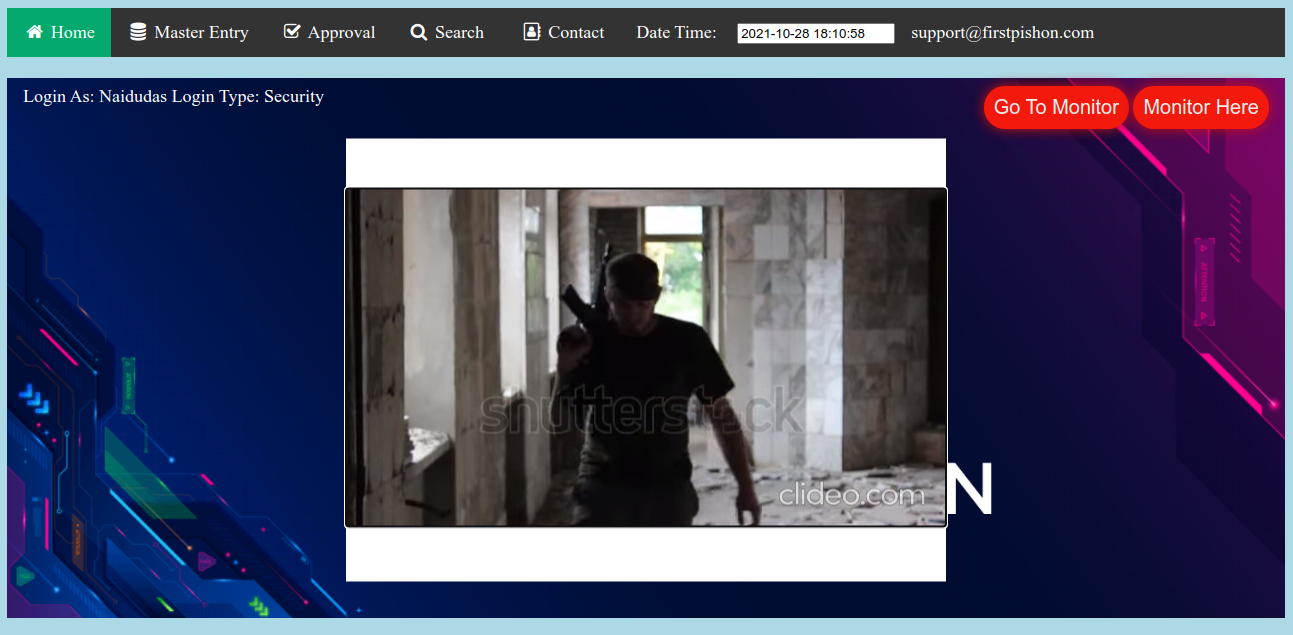 Home Master Entry Approval Search Contact Date Time: 2021-10-28 18:10:58 support@firstpishon.com
Login As: Naidudas Login Type: Security
Go To Monitor Monitor Here
shutterstock
clideo.com
N